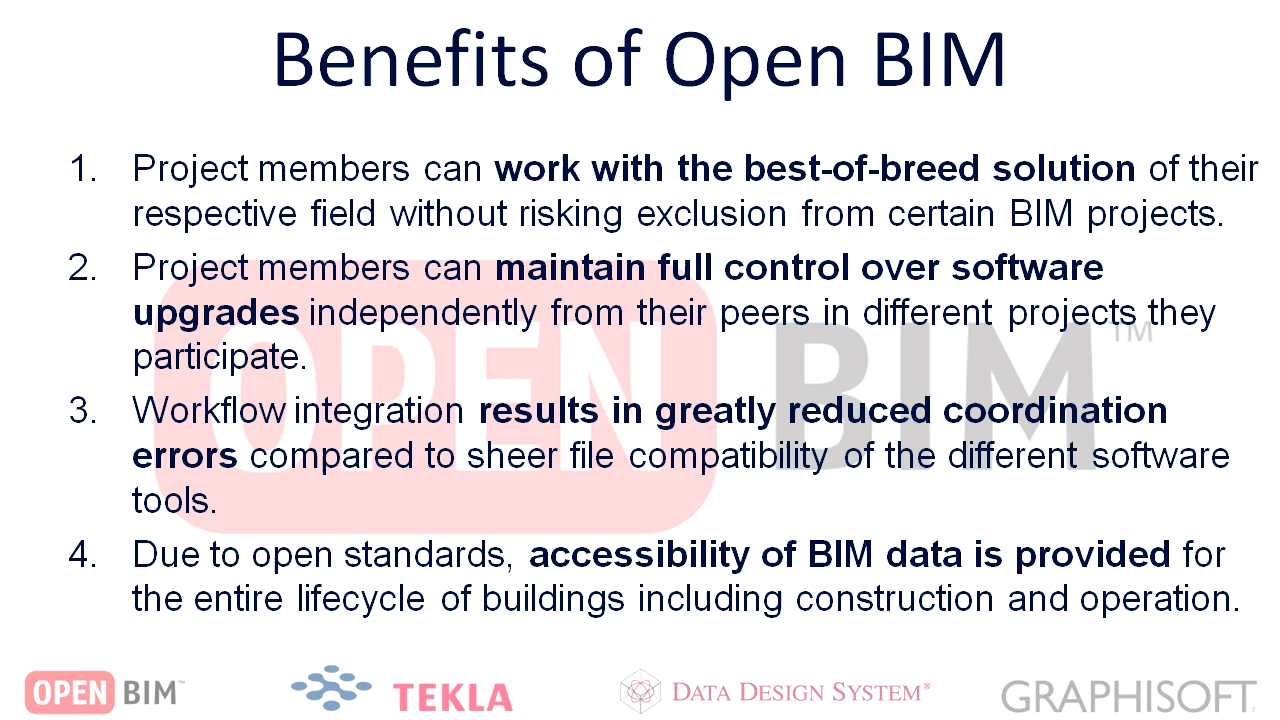 Benefits of Open BIM
1. Project members can work with the best-of-breed solution of their
respective field without risking exclusion from certain BIM projects.
2. Project members can maintain full control over software
upgrades independently from their peers in different projects they
participate.
3. Workflow integration results in greatly reduced coordination
errors compared to sheer file compatibility of the different software
tools.
4. Due to open standards, accessibility of BIM data is provided for
the entire lifecycle of buildings including construction and operation.
OPEN BIM™
OPEN BIM™ TEKLA DATA DESIGN SYSTEM® GRAPHISOFT